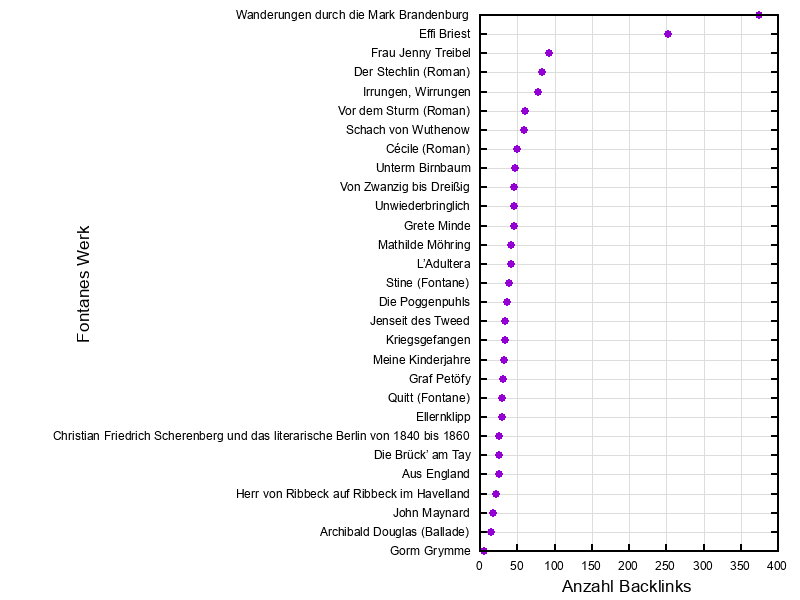 Wanderungen durch die Mark Brandenburg
Effi Briest
Frau Jenny Treibel
Der Stechlin (Roman)
Irrungen, Wirrungen
Vor dem Sturm (Roman)
Schach von Wuthenow
Cécile (Roman)
Unterm Birnbaum
Von Zwanzig bis Dreißig
Unwiederbringlich
Grete Minde
Mathilde Möhring
L’Adultera
Stine (Fontane)
Die Poggenpuhls
Jenseit des Tweed
Kriegsgefangen
Meine Kinderjahre
Graf Petöfy
Quitt (Fontane)
Ellernklipp
Christian Friedrich Scherenberg und das literarische Berlin von 1840 bis 1860
Die Brück’ am Tay
Aus England
Herr von Ribbeck auf Ribbeck im Havelland
John Maynard
Archibald Douglas (Ballade)
Gorm Grymme
Fontanes Werk
0 50 100 150 200 250 300 350 400
Anzahl Backlinks